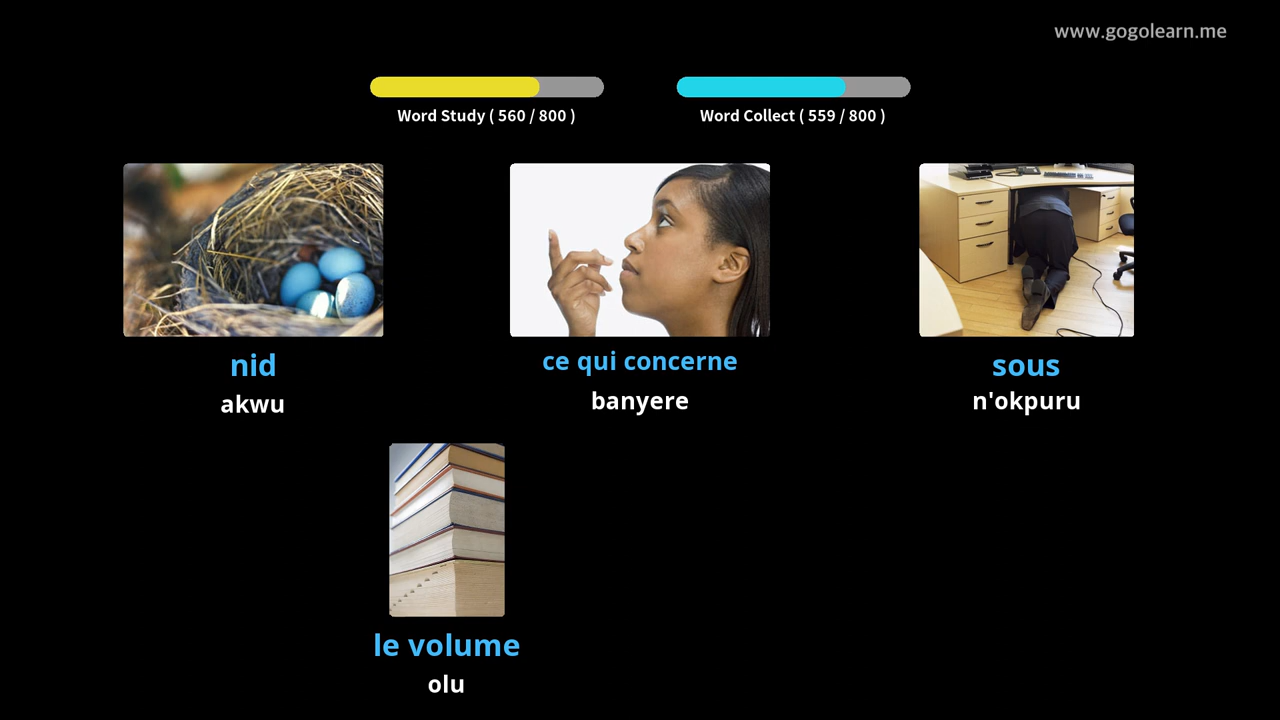 www.gogolearn.me
Word Study ( 560 / 800 )
Word Collect ( 559 / 800 )
nid
akwu
ce qui concerne
banyere
sous
n'okpuru
le volume
olu